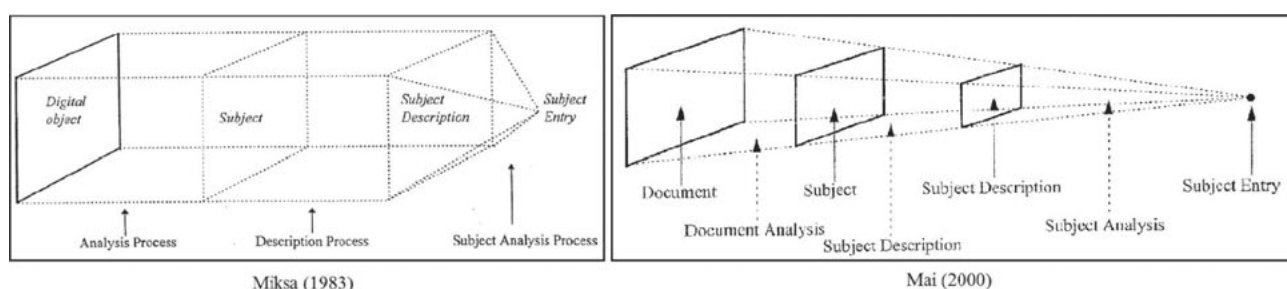 Digital
object
Subject
Subject
Description
Subject
Entry
Analysis Process
Description Process
Subject Analysis Process
Miksa (1983)
Document
Subject
Subject Description
Subject Entry
Document Analysis
Subject Description
Subject Analysis
Mai (2000)